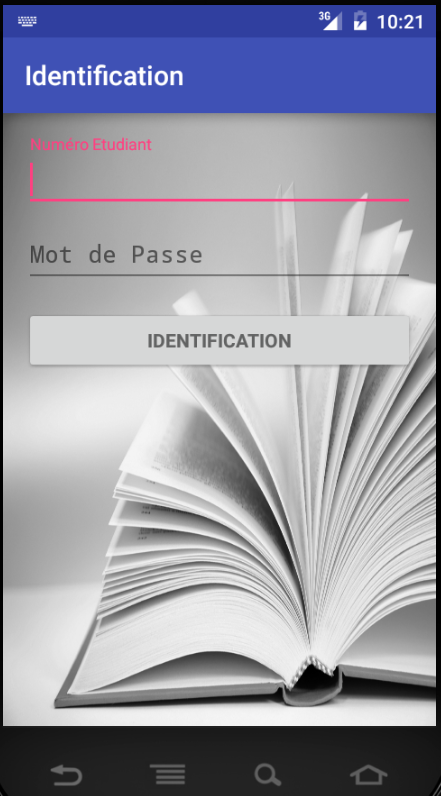 3G 10:21
Identification
Numéro Etudiant
Mot de Passe
IDENTIFICATION